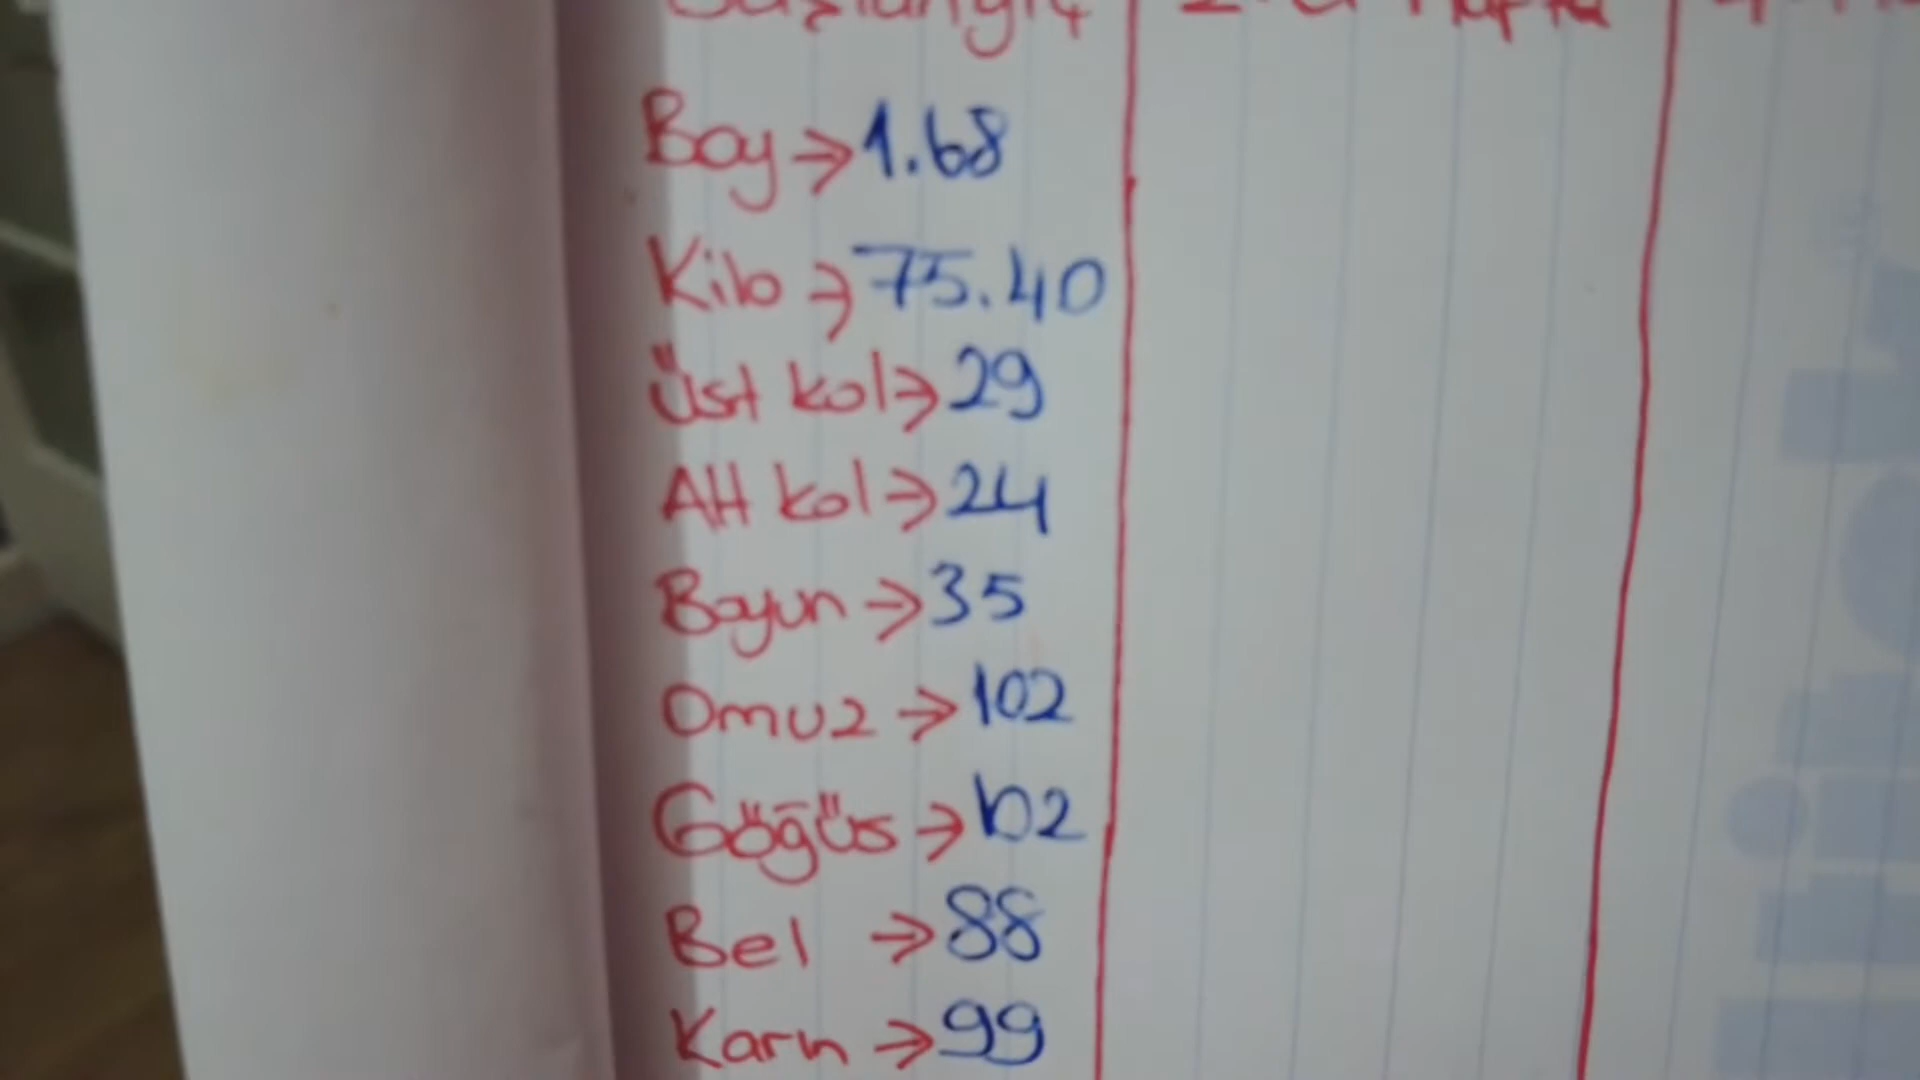 Başlangıç
Boy → 1.68
Kilo → 75.40
Üst kol → 29
Alt kol → 24
Boyun → 35
Omuz → 102
Göğüs → 102
Bel → 88
Karın → 99